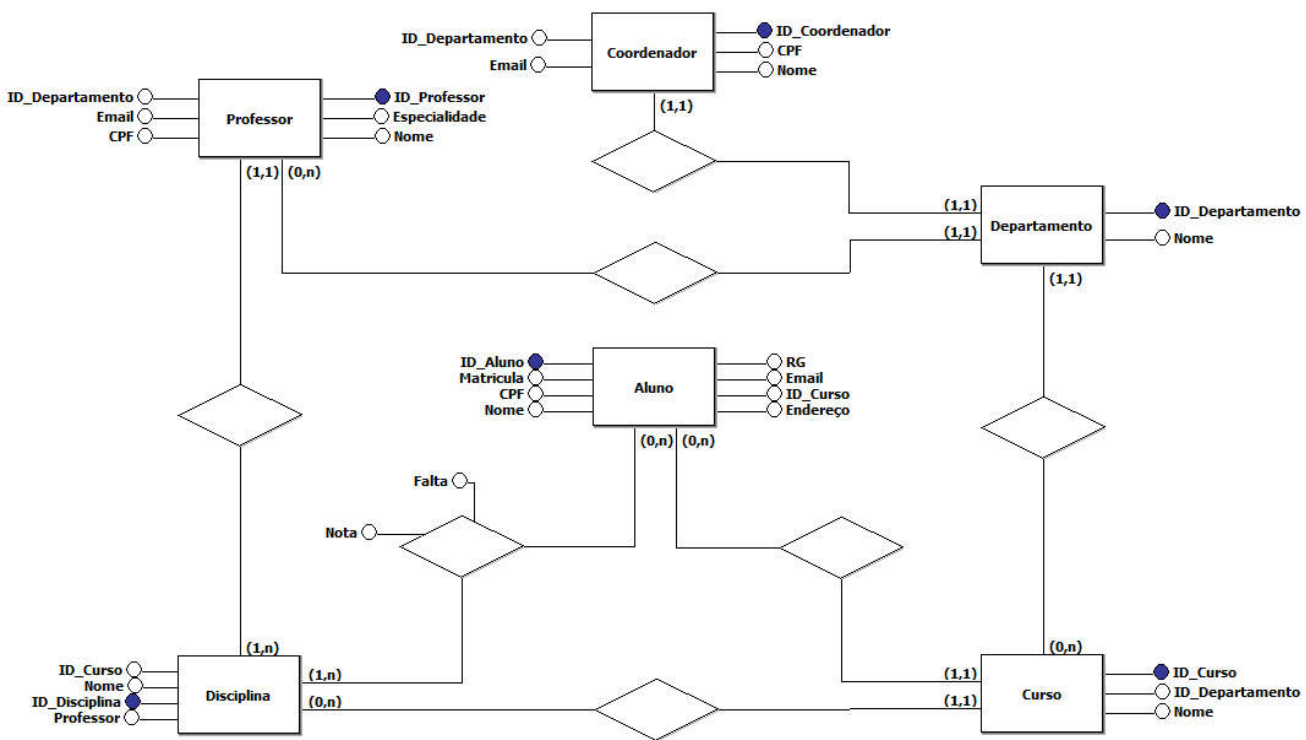 ID_Departamento
Email
Coordenador
ID_Coordenador
CPF
Nome
(1,1)
ID_Departamento
Email
CPF
Professor
ID_Professor
Especialidade
Nome
(1,1)
(0,n)
(1,1)
(1,1)
Departamento
ID_Departamento
Nome
(1,1)
ID_Aluno
Matricula
CPF
Nome
Aluno
RG
Email
ID_Curso
Endereço
(0,n)
(0,n)
Falta
Nota
(1,n)
ID_Curso
Nome
ID_Disciplina
Professor
Disciplina
(1,n)
(0,n)
(0,n)
(1,1)
(1,1)
Curso
ID_Curso
ID_Departamento
Nome